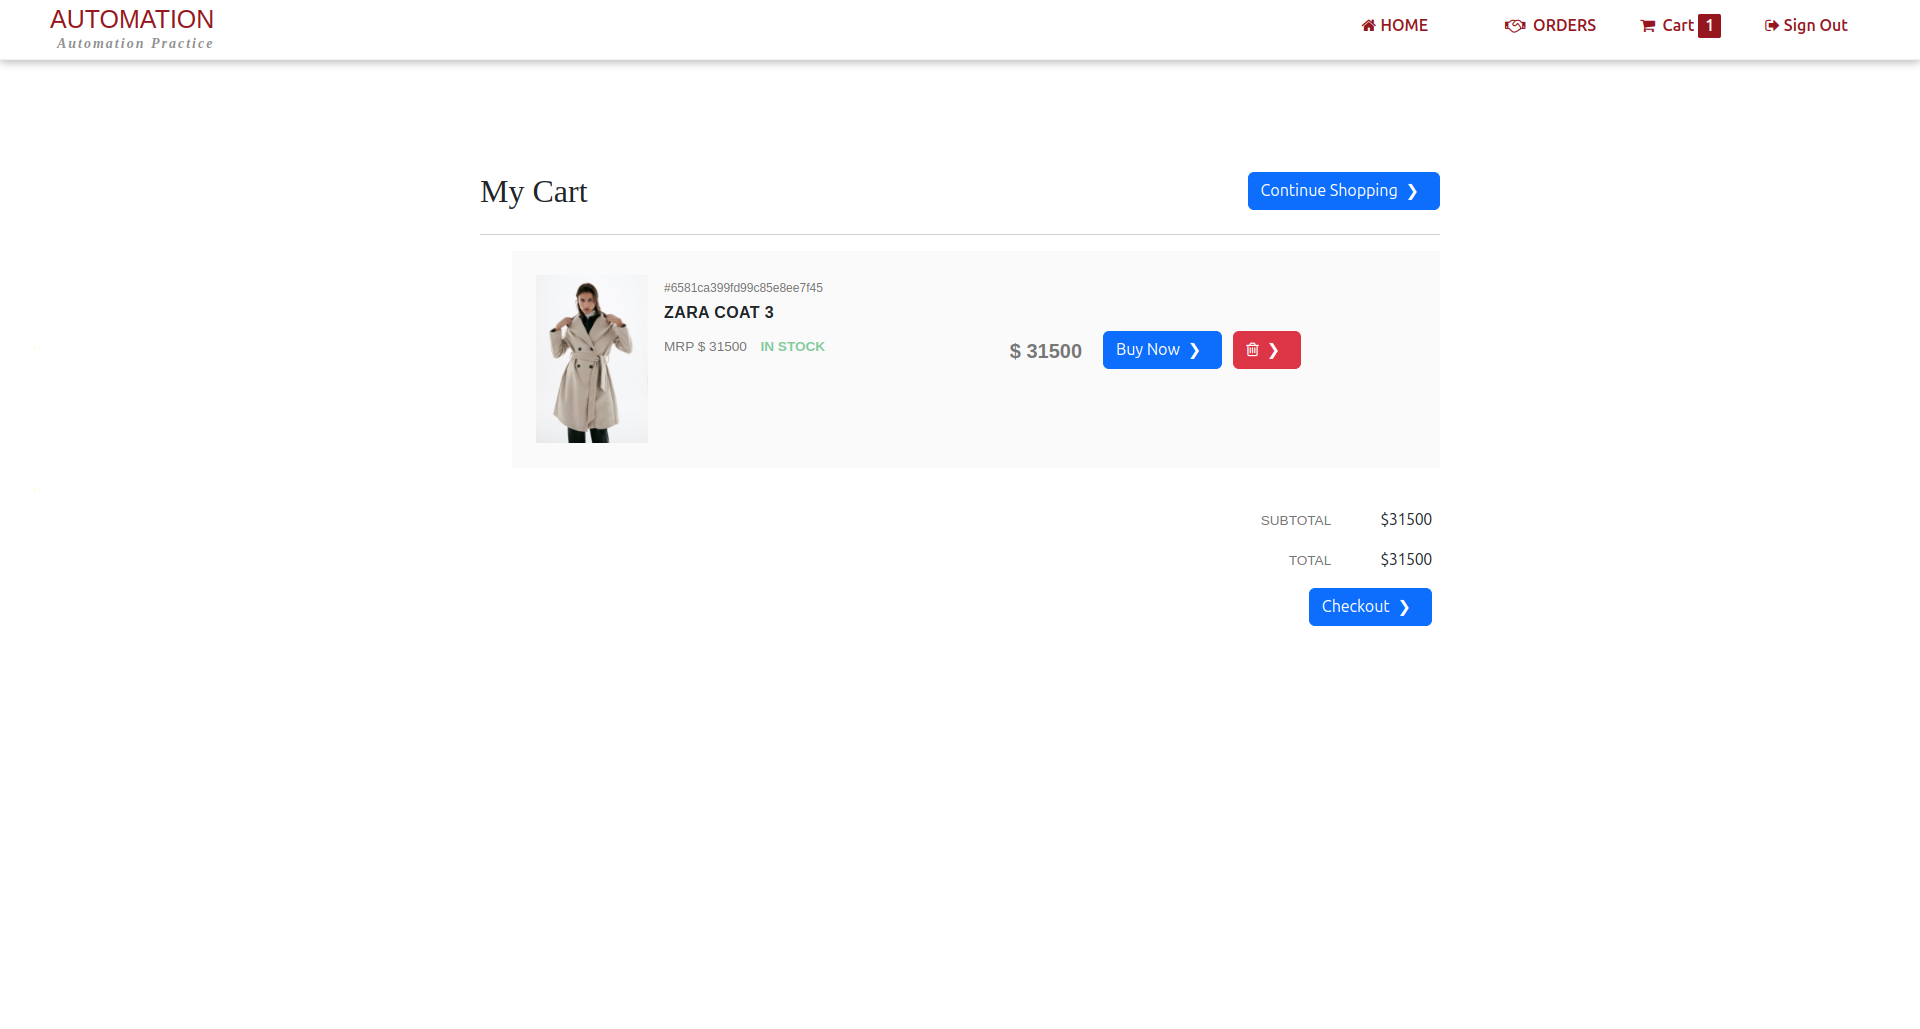 AUTOMATION
Automation Practice
HOME
ORDERS
Cart 1
Sign Out
My Cart
Continue Shopping ❯
#6581ca399fd99c85e8ee7f45
ZARA COAT 3
MRP $ 31500 IN STOCK
$ 31500
Buy Now ❯
❯
SUBTOTAL $31500
TOTAL $31500
Checkout ❯